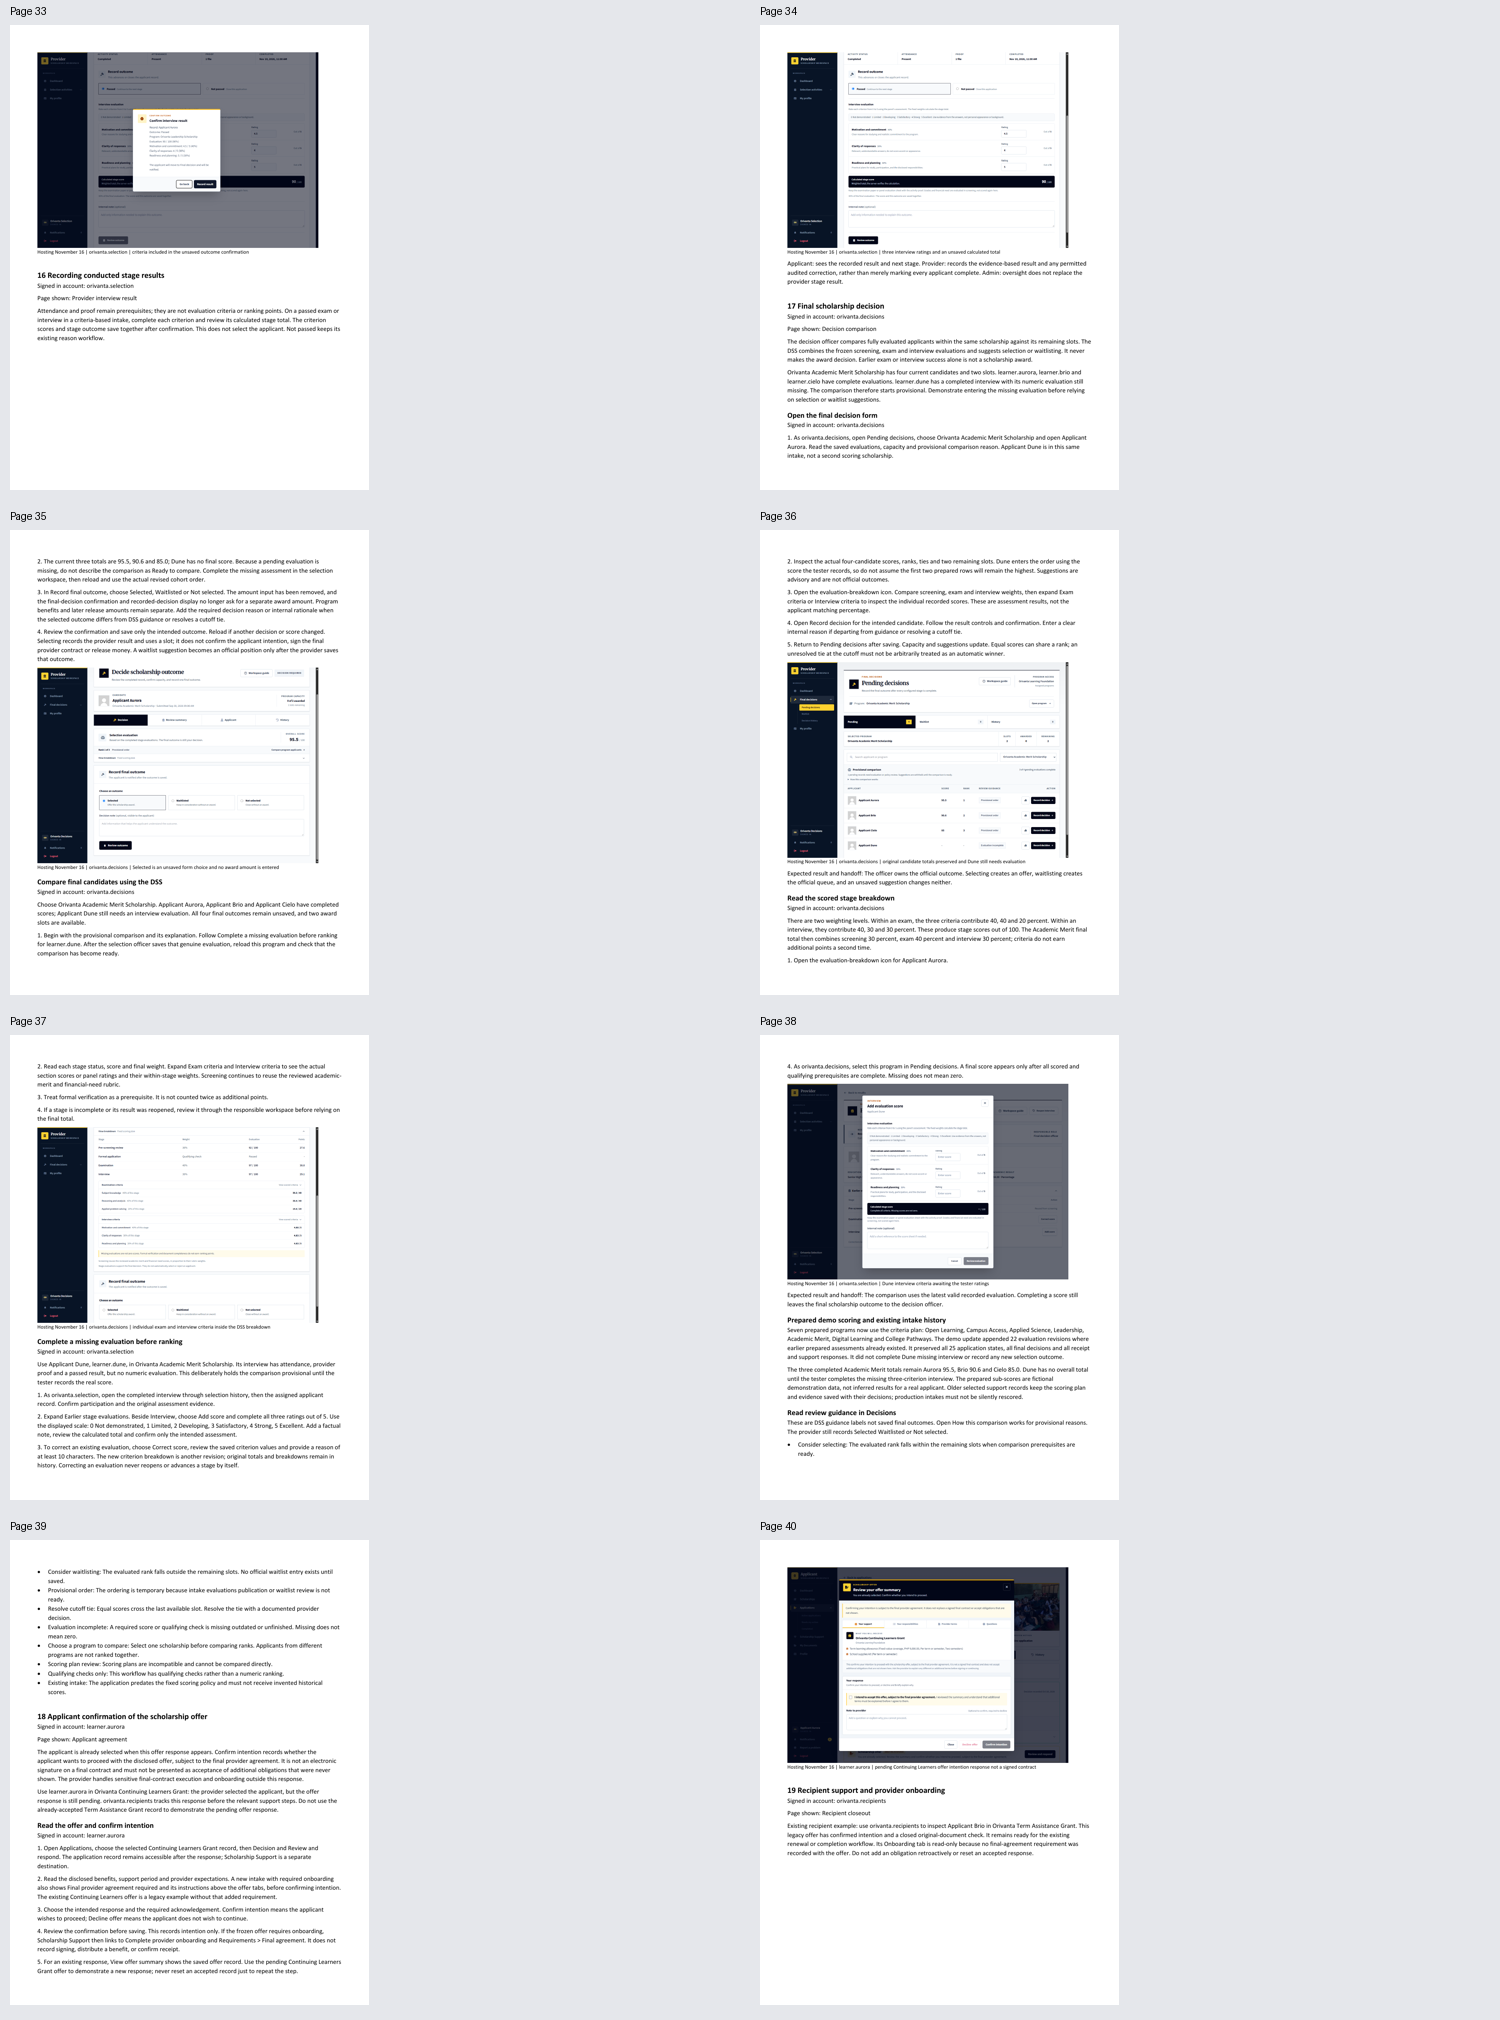 Page 33
Provider
Confirm interview result
Record result
Hosting November 16 | orivanta.selection | criteria included in the unsaved outcome confirmation
16 Recording conducted stage results
Signed in account: orivanta.selection
Page shown: Provider interview result
Attendance and proof remain prerequisites; they are not evaluation criteria or ranking points. On a passed exam or
interview in a criteria-based intake, complete each criterion and review its calculated stage total. The criterion
scores and stage outcome save together after confirmation. This does not select the applicant. Not passed keeps its
existing reason workflow.
Page 34
Provider
Record outcome
Hosting November 16 | orivanta.selection | three interview ratings and an unsaved calculated total
Applicant: sees the recorded result and next stage. Provider: records the evidence-based result and any permitted
audited correction, rather than merely marking every applicant complete. Admin: oversight does not replace the
provider stage result.
17 Final scholarship decision
Signed in account: orivanta.decisions
Page shown: Decision comparison
The decision officer compares fully evaluated applicants within the same scholarship against its remaining slots. The
DSS combines the frozen screening, exam and interview evaluations and suggests selection or waitlisting. It never
makes the award decision. Earlier exam or interview success alone is not a scholarship award.
Orivanta Academic Merit Scholarship has four current candidates and two slots. learner.aurora, learner.brio and
learner.cielo have complete evaluations. learner.dune has a completed interview with its numeric evaluation still
missing. The comparison therefore starts provisional. Demonstrate entering the missing evaluation before relying
on selection or waitlist suggestions.
Open the final decision form
Signed in account: orivanta.decisions
1. As orivanta.decisions, open Pending decisions, choose Orivanta Academic Merit Scholarship and open Applicant
Aurora. Read the saved evaluations, capacity and provisional comparison reason. Applicant Dune is in this same
intake, not a second scoring scholarship.
Page 35
2. The current three totals are 95.5, 90.6 and 85.0; Dune has no final score. Because a pending evaluation is
missing, do not describe the comparison as Ready to compare. Complete the missing assessment in the selection
workspace, then reload and use the actual revised cohort order.
3. In Record final outcome, choose Selected, Waitlisted or Not selected. The amount input has been removed, and
the final-decision confirmation and recorded-decision display no longer ask for a separate award amount. Program
benefits and later release amounts remain separate. Add the required decision reason or internal rationale when
the selected outcome differs from DSS guidance or resolves a cutoff tie.
4. Review the confirmation and save only the intended outcome. Reload if another decision or score changed.
Selecting records the provider result and uses a slot; it does not confirm the applicant intention, sign the final
provider contract or release money. A waitlist suggestion becomes an official position only after the provider saves
that outcome.
Provider
Decide scholarship outcome
Applicant Aurora
Selection evaluation
95.5
Record final outcome
Hosting November 16 | orivanta.decisions | Selected is an unsaved form choice and no award amount is entered
Compare final candidates using the DSS
Signed in account: orivanta.decisions
Choose Orivanta Academic Merit Scholarship. Applicant Aurora, Applicant Brio and Applicant Cielo have completed
scores; Applicant Dune still needs an interview evaluation. All four final outcomes remain unsaved, and two award
slots are available.
1. Begin with the provisional comparison and its explanation. Follow Complete a missing evaluation before ranking
for learner.dune. After the selection officer saves that genuine evaluation, reload this program and check that the
comparison has become ready.
Page 36
2. Inspect the actual four-candidate scores, ranks, ties and two remaining slots. Dune enters the order using the
score the tester records, so do not assume the first two prepared rows will remain the highest. Suggestions are
advisory and are not official outcomes.
3. Open the evaluation-breakdown icon. Compare screening, exam and interview weights, then expand Exam
criteria or Interview criteria to inspect the individual recorded scores. These are assessment results, not the
applicant matching percentage.
4. Open Record decision for the intended candidate. Follow the result controls and confirmation. Enter a clear
internal reason if departing from guidance or resolving a cutoff tie.
5. Return to Pending decisions after saving. Capacity and suggestions update. Equal scores can share a rank; an
unresolved tie at the cutoff must not be arbitrarily treated as an automatic winner.
Provider
Pending decisions
Applicant Aurora
Applicant Brio
Applicant Cielo
Applicant Dune
Hosting November 16 | orivanta.decisions | original candidate totals preserved and Dune still needs evaluation
Expected result and handoff: The officer owns the official outcome. Selecting creates an offer, waitlisting creates
the official queue, and an unsaved suggestion changes neither.
Read the scored stage breakdown
Signed in account: orivanta.decisions
There are two weighting levels. Within an exam, the three criteria contribute 40, 40 and 20 percent. Within an
interview, they contribute 40, 30 and 30 percent. These produce stage scores out of 100. The Academic Merit final
total then combines screening 30 percent, exam 40 percent and interview 30 percent; criteria do not earn
additional points a second time.
1. Open the evaluation-breakdown icon for Applicant Aurora.
Page 37
2. Read each stage status, score and final weight. Expand Exam criteria and Interview criteria to see the actual
section scores or panel ratings and their within-stage weights. Screening continues to reuse the reviewed academic-
merit and financial-need rubric.
3. Treat formal verification as a prerequisite. It is not counted twice as additional points.
4. If a stage is incomplete or its result was reopened, review it through the responsible workspace before relying on
the final total.
Provider
Record final outcome
Hosting November 16 | orivanta.decisions | individual exam and interview criteria inside the DSS breakdown
Complete a missing evaluation before ranking
Signed in account: orivanta.selection
Use Applicant Dune, learner.dune, in Orivanta Academic Merit Scholarship. Its interview has attendance, provider
proof and a passed result, but no numeric evaluation. This deliberately holds the comparison provisional until the
tester records the real score.
1. As orivanta.selection, open the completed interview through selection history, then the assigned applicant
record. Confirm participation and the original assessment evidence.
2. Expand Earlier stage evaluations. Beside Interview, choose Add score and complete all three ratings out of 5. Use
the displayed scale: 0 Not demonstrated, 1 Limited, 2 Developing, 3 Satisfactory, 4 Strong, 5 Excellent. Add a factual
note, review the calculated total and confirm only the intended assessment.
3. To correct an existing evaluation, choose Correct score, review the saved criterion values and provide a reason of
at least 10 characters. The new criterion breakdown is another revision; original totals and breakdowns remain in
history. Correcting an evaluation never reopens or advances a stage by itself.
Page 38
4. As orivanta.decisions, select this program in Pending decisions. A final score appears only after all scored and
qualifying prerequisites are complete. Missing does not mean zero.
Provider
Add evaluation score
Hosting November 16 | orivanta.selection | Dune interview criteria awaiting the tester ratings
Expected result and handoff: The comparison uses the latest valid recorded evaluation. Completing a score still
leaves the final scholarship outcome to the decision officer.
Prepared demo scoring and existing intake history
Seven prepared programs now use the criteria plan: Open Learning, Campus Access, Applied Science, Leadership,
Academic Merit, Digital Learning and College Pathways. The demo update appended 22 evaluation revisions where
earlier prepared assessments already existed. It preserved all 25 application states, all final decisions and all receipt
and support responses. It did not complete Dune missing interview or record any new selection outcome.
The three completed Academic Merit totals remain Aurora 95.5, Brio 90.6 and Cielo 85.0. Dune has no overall total
until the tester completes the missing three-criterion interview. The prepared sub-scores are fictional
demonstration data, not inferred results for a real applicant. Older selected support records keep the scoring plan
and evidence saved with their decisions; production intakes must not be silently rescored.
Read review guidance in Decisions
These are DSS guidance labels not saved final outcomes. Open How this comparison works for provisional reasons.
The provider still records Selected Waitlisted or Not selected.
• Consider selecting: The evaluated rank falls within the remaining slots when comparison prerequisites are
ready.
Page 39
• Consider waitlisting: The evaluated rank falls outside the remaining slots. No official waitlist entry exists until
saved.
• Provisional order: The ordering is temporary because intake evaluations publication or waitlist review is not
ready.
• Resolve cutoff tie: Equal scores cross the last available slot. Resolve the tie with a documented provider
decision.
• Evaluation incomplete: A required score or qualifying check is missing outdated or unfinished. Missing does not
mean zero.
• Choose a program to compare: Select one scholarship before comparing ranks. Applicants from different
programs are not ranked together.
• Scoring plan review: Scoring plans are incompatible and cannot be compared directly.
• Qualifying checks only: This workflow has qualifying checks rather than a numeric ranking.
• Existing intake: The application predates the fixed scoring policy and must not receive invented historical
scores.
18 Applicant confirmation of the scholarship offer
Signed in account: learner.aurora
Page shown: Applicant agreement
The applicant is already selected when this offer response appears. Confirm intention records whether the
applicant wants to proceed with the disclosed offer, subject to the final provider agreement. It is not an electronic
signature on a final contract and must not be presented as acceptance of additional obligations that were never
shown. The provider handles sensitive final-contract execution and onboarding outside this response.
Use learner.aurora in Orivanta Continuing Learners Grant: the provider selected the applicant, but the offer
response is still pending. orivanta.recipients tracks this response before the relevant support steps. Do not use the
already-accepted Term Assistance Grant record to demonstrate the pending offer response.
Read the offer and confirm intention
Signed in account: learner.aurora
1. Open Applications, choose the selected Continuing Learners Grant record, then Decision and Review and
respond. The application record remains accessible after the response; Scholarship Support is a separate
destination.
2. Read the disclosed benefits, support period and provider expectations. A new intake with required onboarding
also shows Final provider agreement required and its instructions above the offer tabs, before confirming intention.
The existing Continuing Learners offer is a legacy example without that added requirement.
3. Choose the intended response and the required acknowledgement. Confirm intention means the applicant
wishes to proceed; Decline offer means the applicant does not wish to continue.
4. Review the confirmation before saving. This records intention only. If the frozen offer requires onboarding,
Scholarship Support then links to Complete provider onboarding and Requirements > Final agreement. It does not
record signing, distribute a benefit, or confirm receipt.
5. For an existing response, View offer summary shows the saved offer record. Use the pending Continuing Learners
Grant offer to demonstrate a new response; never reset an accepted record just to repeat the step.
Page 40
Applicant
Review your offer summary
Orivanta Continuing Learners Grant
Hosting November 16 | learner.aurora | pending Continuing Learners offer intention response not a signed contract
19 Recipient support and provider onboarding
Signed in account: orivanta.recipients
Page shown: Recipient closeout
Existing recipient example: use orivanta.recipients to inspect Applicant Brio in Orivanta Term Assistance Grant. This
legacy offer has confirmed intention and a closed original-document check. It remains ready for the existing
renewal or completion workflow. Its Onboarding tab is read-only because no final-agreement requirement was
recorded with the offer. Do not add an obligation retroactively or reset an accepted response.